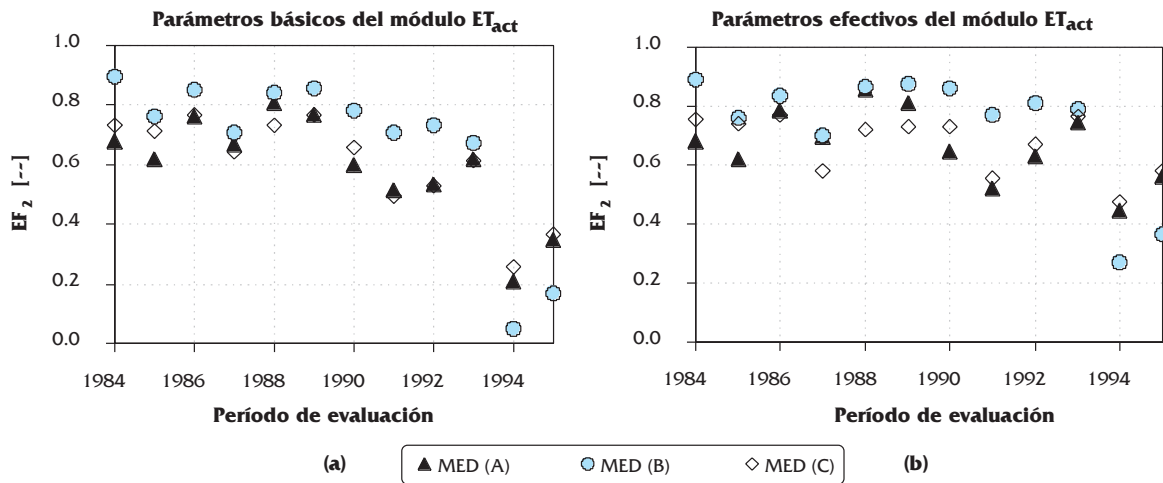 Parámetros básicos del módulo ETact
EF2 [--]
1.0
0.8
0.6
0.4
0.2
0.0
1984 1986 1988 1990 1992 1994
Período de evaluación
(a)
Parámetros efectivos del módulo ETact
EF2 [--]
1.0
0.8
0.6
0.4
0.2
0.0
1984 1986 1988 1990 1992 1994
Período de evaluación
(b)
MED (A) MED (B) MED (C)